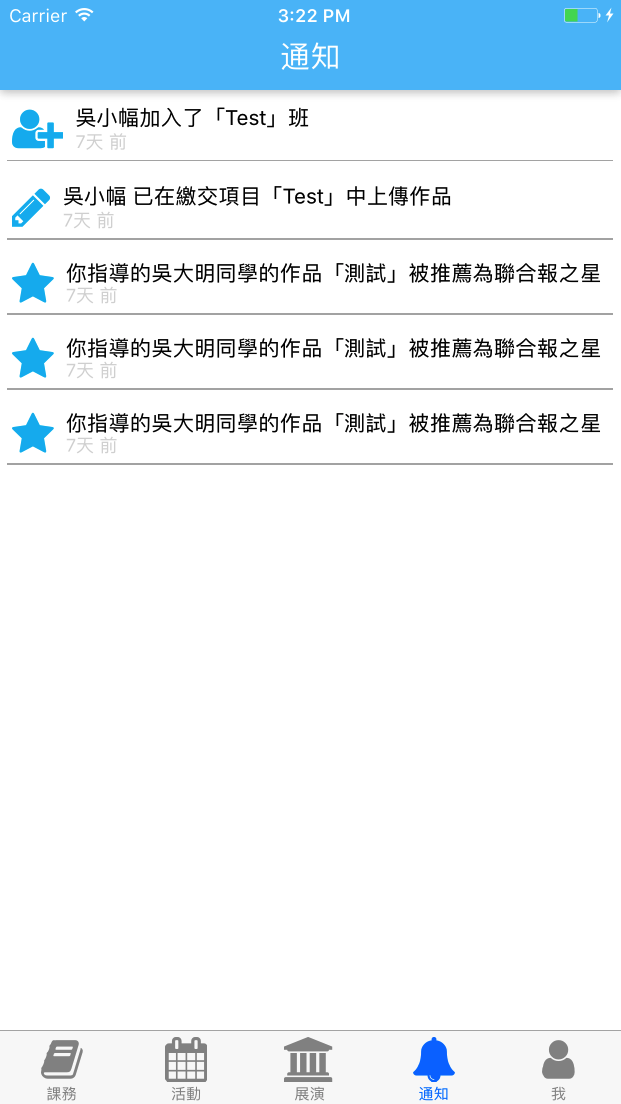 Carrier
3:22 PM
通知
吳小幅加入了「Test」班
7天 前
吳小幅 已在繳交項目「Test」中上傳作品
7天 前
你指導的吳大明同學的作品「測試」被推薦為聯合報之星
7天 前
你指導的吳大明同學的作品「測試」被推薦為聯合報之星
7天 前
你指導的吳大明同學的作品「測試」被推薦為聯合報之星
7天 前
課務
活動
展演
通知
我